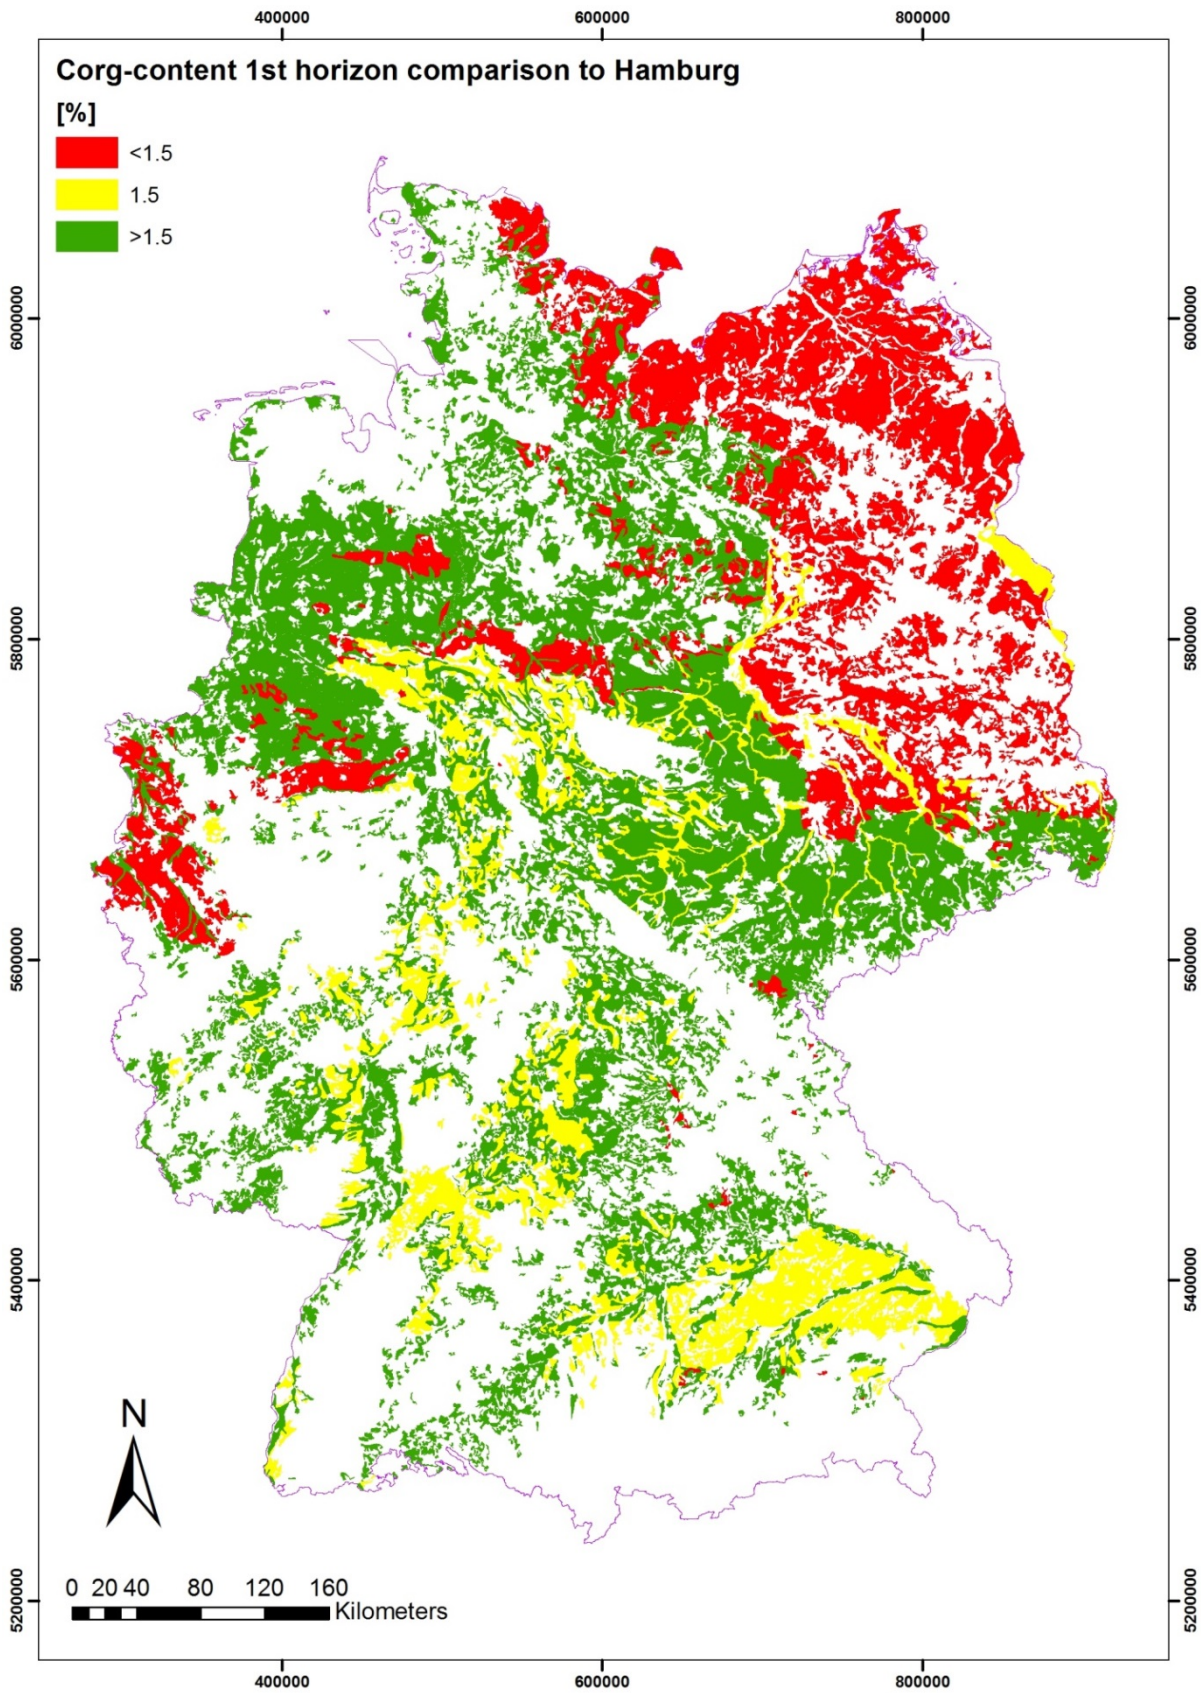 400000 600000 800000
Corg-content 1st horizon comparison to Hamburg
[%]
<1.5
1.5
>1.5
6000000 6000000
5800000 5800000
5600000 5600000
5400000 5400000
N
0 20 40 80 120 160
Kilometers
5200000 5200000
400000 600000 800000